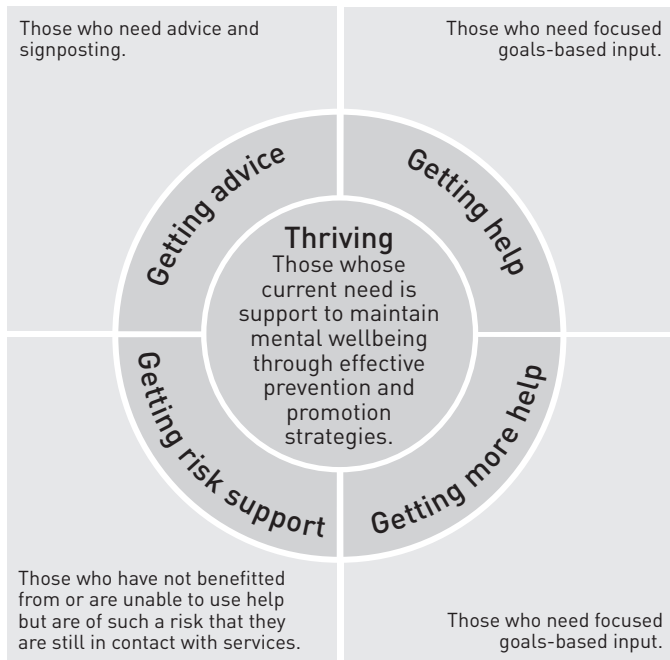 Those who need advice and
signposting.
Those who need focused
goals-based input.
Getting advice
Getting help
Thriving
Those whose
current need is
support to maintain
mental wellbeing
through effective
prevention and
promotion
strategies.
Getting risk support
Getting more help
Those who have not benefitted
from or are unable to use help
but are of such a risk that they
are still in contact with services.
Those who need focused
goals-based input.